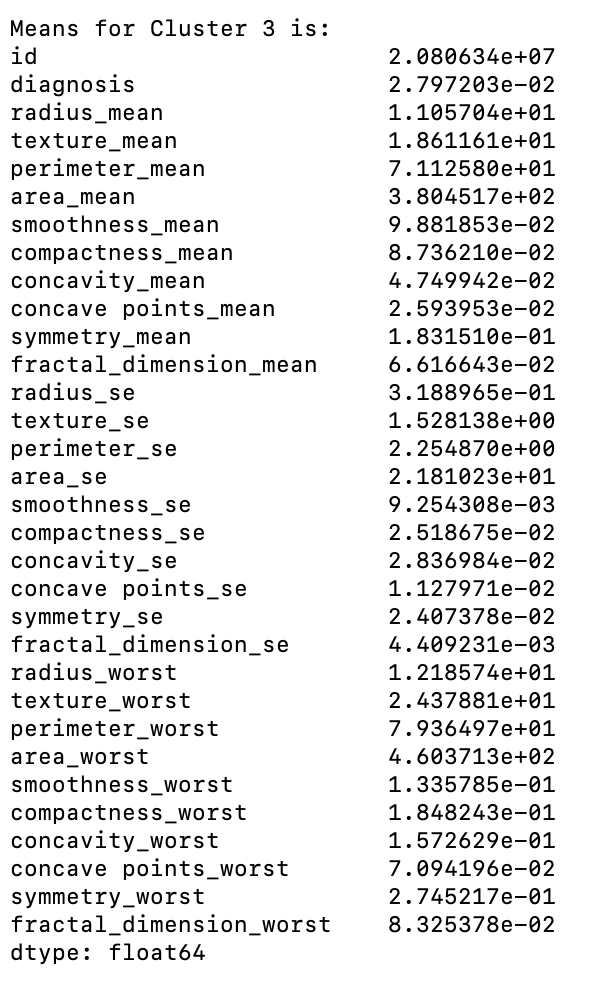 Means for Cluster 3 is:
id 2.080634e+07
diagnosis 2.797203e-02
radius_mean 1.105704e+01
texture_mean 1.861161e+01
perimeter_mean 7.112580e+01
area_mean 3.804517e+02
smoothness_mean 9.881853e-02
compactness_mean 8.736210e-02
concavity_mean 4.749942e-02
concave points_mean 2.593953e-02
symmetry_mean 1.831510e-01
fractal_dimension_mean 6.616643e-02
radius_se 3.188965e-01
texture_se 1.528138e+00
perimeter_se 2.254870e+00
area_se 2.181023e+01
smoothness_se 9.254308e-03
compactness_se 2.518675e-02
concavity_se 2.836984e-02
concave points_se 1.127971e-02
symmetry_se 2.407378e-02
fractal_dimension_se 4.409231e-03
radius_worst 1.218574e+01
texture_worst 2.437881e+01
perimeter_worst 7.936497e+01
area_worst 4.603713e+02
smoothness_worst 1.335785e-01
compactness_worst 1.848243e-01
concavity_worst 1.572629e-01
concave points_worst 7.094196e-02
symmetry_worst 2.745217e-01
fractal_dimension_worst 8.325378e-02
dtype: float64